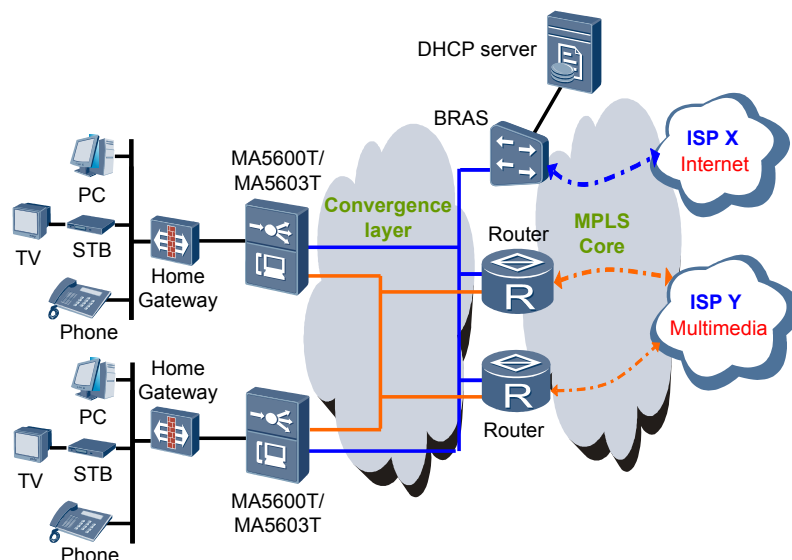 DHCP server
BRAS
ISP X
Internet
MA5600T/
MA5603T
PC
Convergence
layer
MPLS
Core
Router
R
TV
STB
Home
Gateway
Phone
ISP Y
Multimedia
Home
Gateway
PC
R
Router
TV
STB
MA5600T/
MA5603T
Phone